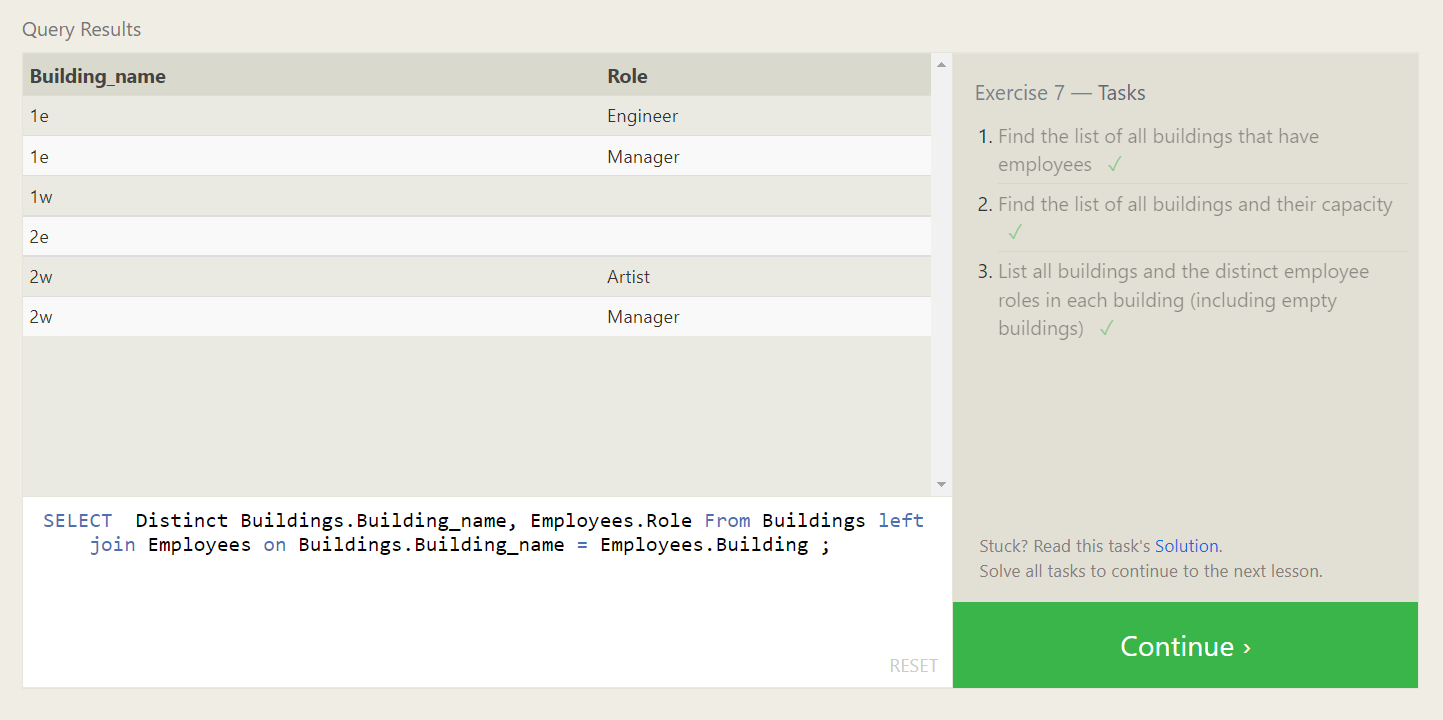 Query Results
Building_name Role
1e Engineer
1e Manager
1w
2e
2w Artist
2w Manager
SELECT  Distinct Buildings.Building_name, Employees.Role From Buildings left
join Employees on Buildings.Building_name = Employees.Building ;
RESET
Exercise 7 — Tasks
1. Find the list of all buildings that have
employees ✓
2. Find the list of all buildings and their capacity
✓
3. List all buildings and the distinct employee
roles in each building (including empty
buildings) ✓
Stuck? Read this task's Solution.
Solve all tasks to continue to the next lesson.
Continue ›